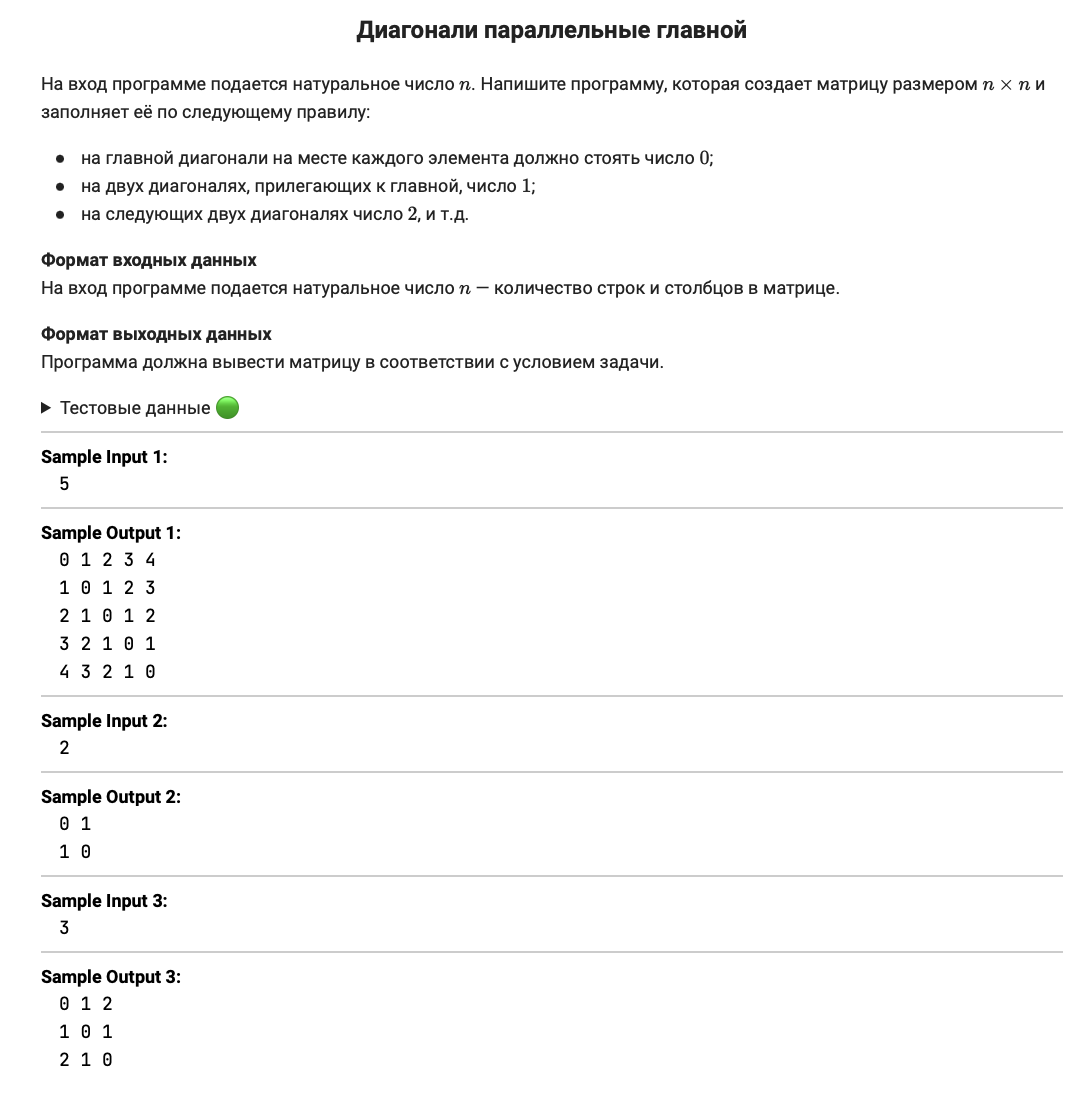 Диагонали параллельные главной
На вход программе подается натуральное число n. Напишите программу, которая создает матрицу размером n × n и
заполняет её по следующему правилу:
на главной диагонали на месте каждого элемента должно стоять число 0;
на двух диагоналях, прилегающих к главной, число 1;
на следующих двух диагоналях число 2, и т.д.
Формат входных данных
На вход программе подается натуральное число n — количество строк и столбцов в матрице.
Формат выходных данных
Программа должна вывести матрицу в соответствии с условием задачи.
Тестовые данные
Sample Input 1:
5
Sample Output 1:
0 1 2 3 4
1 0 1 2 3
2 1 0 1 2
3 2 1 0 1
4 3 2 1 0
Sample Input 2:
2
Sample Output 2:
0 1
1 0
Sample Input 3:
3
Sample Output 3:
0 1 2
1 0 1
2 1 0